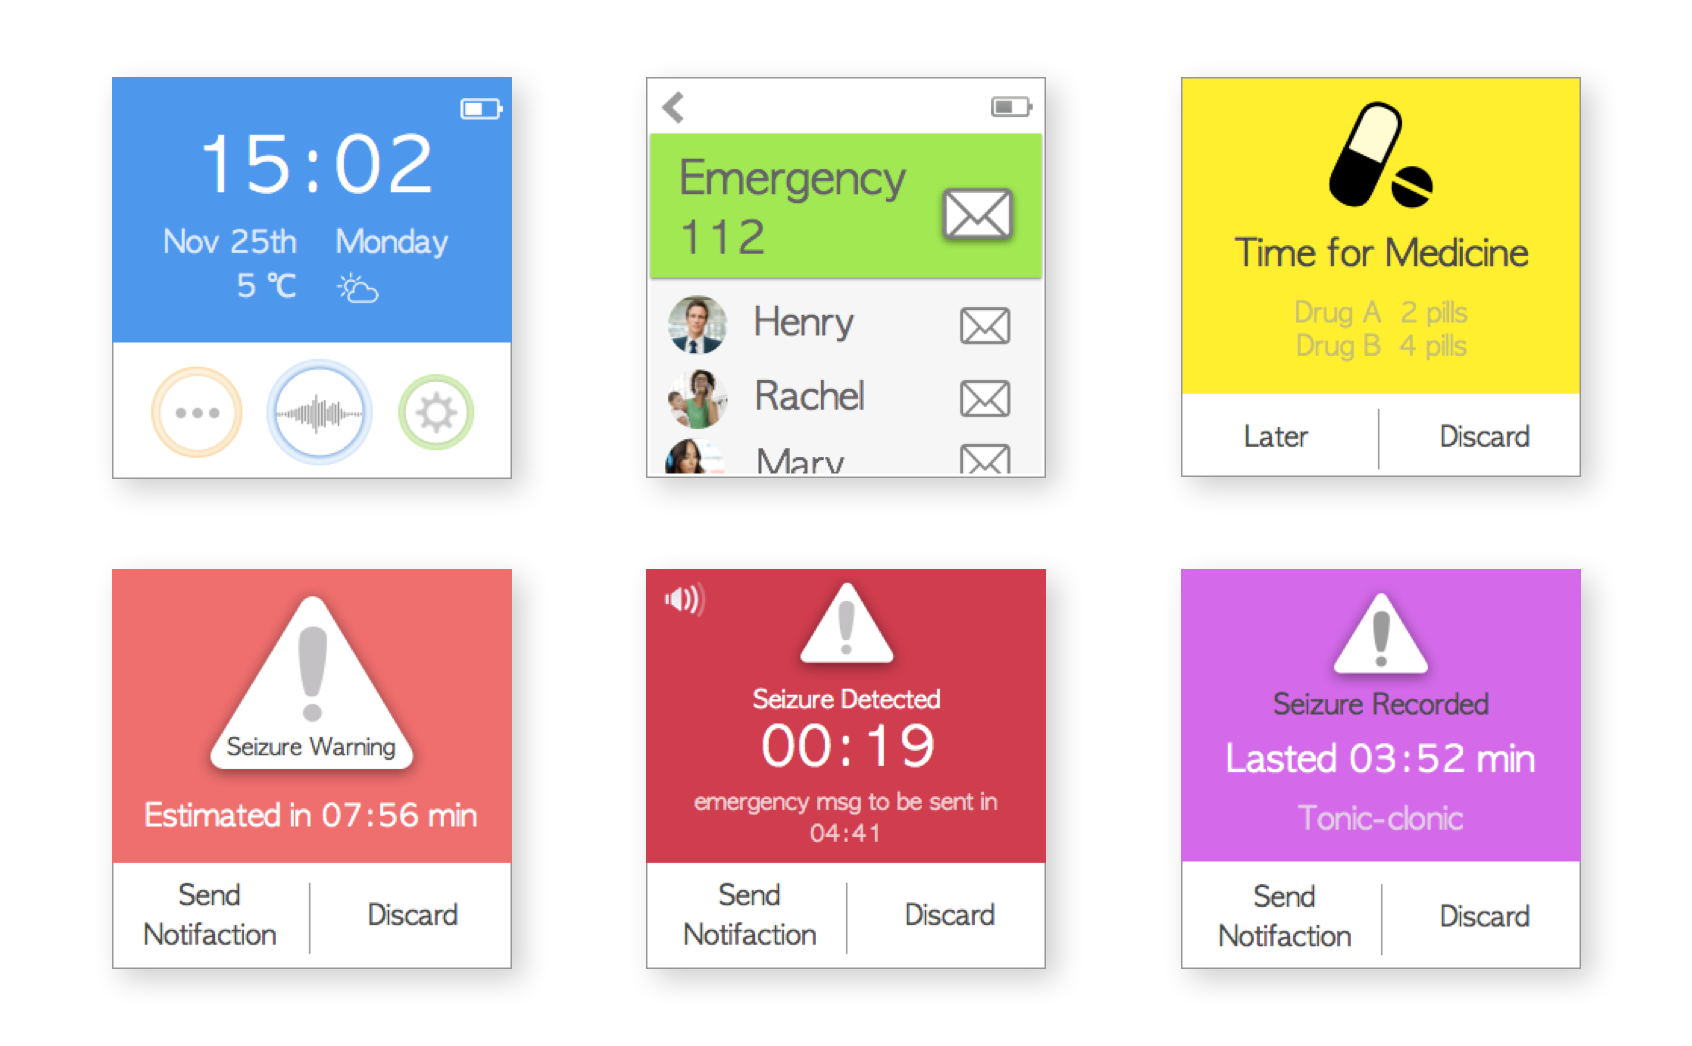 15:02
Nov 25th Monday
5 ℃
Emergency
112
Henry
Rachel
Mary
Time for Medicine
Drug A 2 pills
Drug B 4 pills
Later Discard
Seizure Warning
Estimated in 07:56 min
Send
Notifaction
Discard
Seizure Detected
00:19
emergency msg to be sent in
04:41
Send
Notifaction
Discard
Seizure Recorded
Lasted 03:52 min
Tonic-clonic
Send
Notifaction
Discard